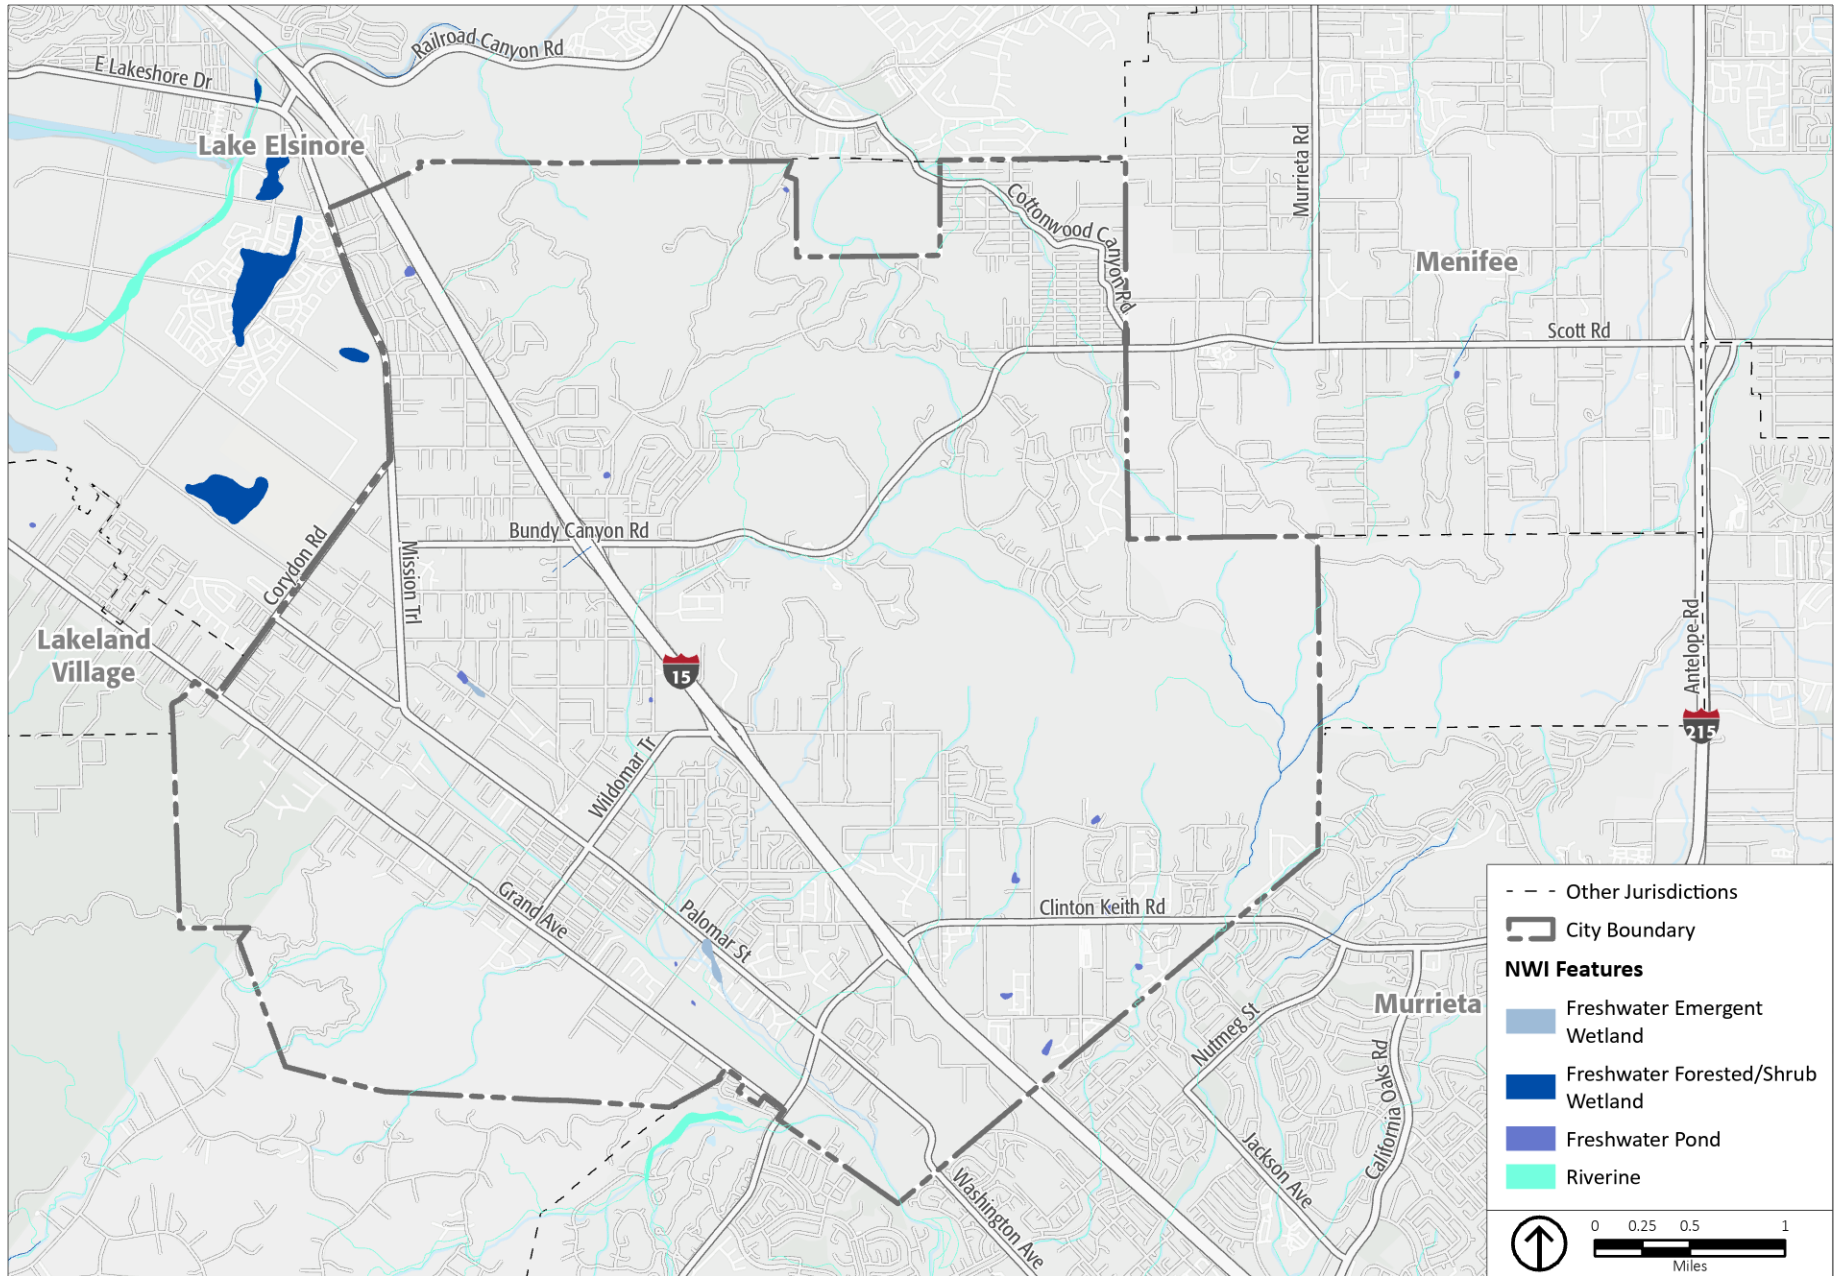 Railroad Canyon Rd
E Lakeshore Dr
Lake Elsinore
Murrieta Rd
Cottonwood Canyon Rd
Menifee
Scott Rd
Bundy Canyon Rd
Corydon Rd
Mission Trl
Lakeland
Village
15
Antelope Rd
215
Wildomar Tr
Grand Ave
Palomar St
Clinton Keith Rd
Murrieta
Nutmeg St
California Oaks Rd
Jackson Ave
Washington Ave
Other Jurisdictions
City Boundary
NWI Features
Freshwater Emergent
Wetland
Freshwater Forested/Shrub
Wetland
Freshwater Pond
Riverine
0 0.25 0.5 1
Miles